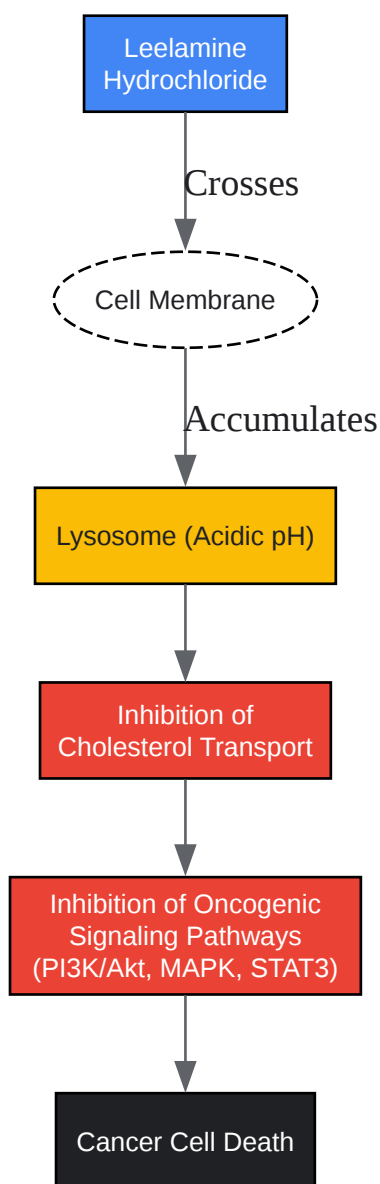 Leelamine
Hydrochloride
Crosses
Cell Membrane
Accumulates
Lysosome (Acidic pH)
Inhibition of
Cholesterol Transport
Inhibition of Oncogenic
Signaling Pathways
(PI3K/Akt, MAPK, STAT3)
Cancer Cell Death